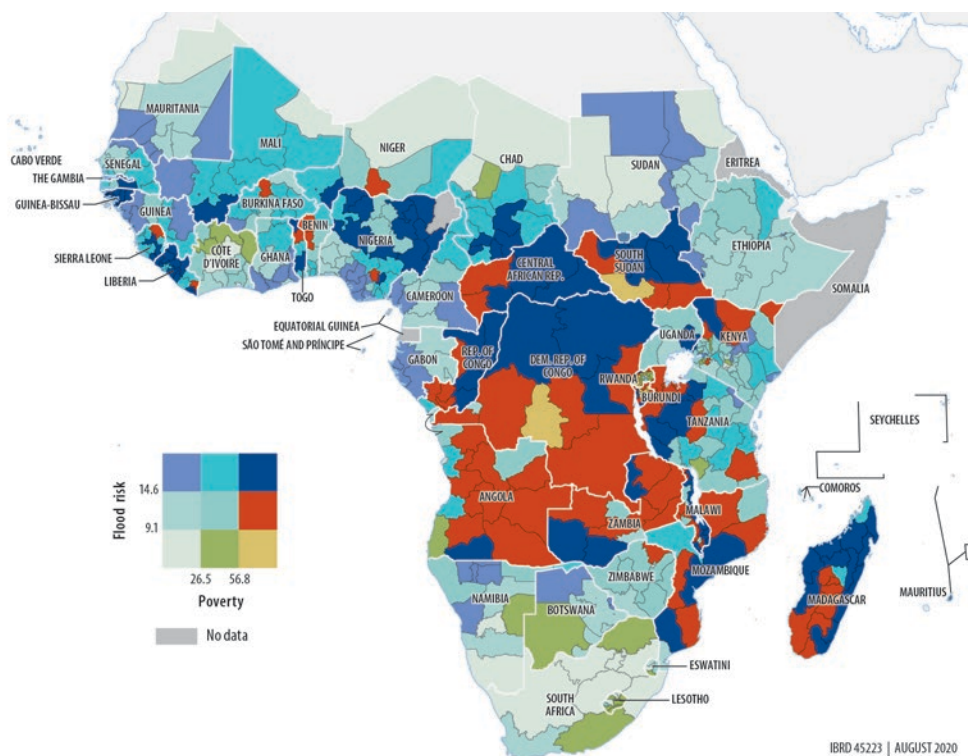 MAURITANIA
MALI
NIGER
CHAD
SUDAN
ERITREA
CABO VERDE
SENEGAL
THE GAMBIA
GUINEA-BISSAU
GUINEA
BURKINA FASO
BENIN
NIGERIA
SIERRA LEONE
CÔTE
D'IVOIRE
GHANA
LIBERIA
TOGO
CAMEROON
CENTRAL
AFRICAN REP.
SOUTH
SUDAN
ETHIOPIA
SOMALIA
EQUATORIAL GUINEA
SÃO TOMÉ AND PRÍNCIPE
GABON
REP. OF
CONGO
DEM. REP. OF
CONGO
UGANDA
KENYA
RWANDA
BURUNDI
TANZANIA
SEYCHELLES
COMOROS
ANGOLA
ZAMBIA
MALAWI
MOZAMBIQUE
ZIMBABWE
NAMIBIA
BOTSWANA
MADAGASCAR
MAURITIUS
ESWATINI
SOUTH
AFRICA
LESOTHO
Flood risk
14.6
9.1
26.5
56.8
Poverty
No data
IBRD 45223 | AUGUST 2020